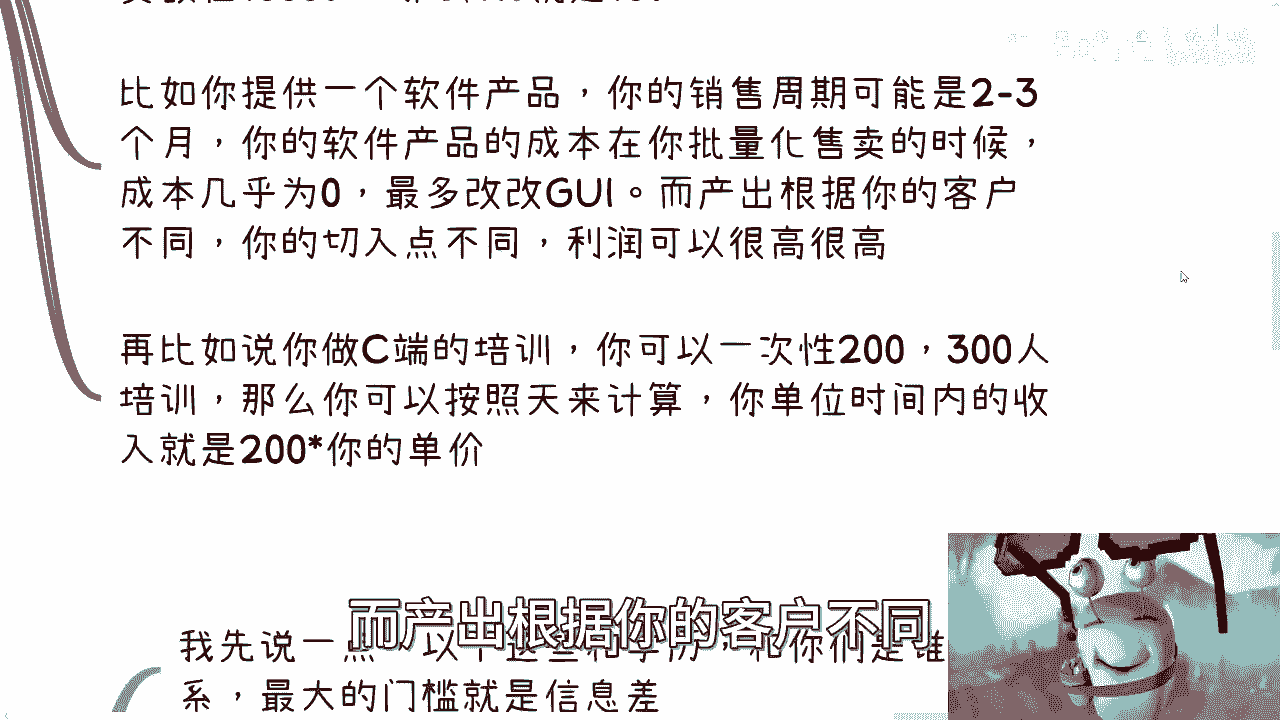 比如你提供一个软件产品，你的销售周期可能是2-3
个月，你的软件产品的成本在你批量化售卖的时候，
成本几乎为0，最多改改GUI。而产出根据你的客户
不同，你的切入点不同，利润可以很高很高
再比如说你做C端的培训，你可以一次性200，300人
培训，那么你可以按照天来计算，你单位时间内的收
入就是200*你的单价
而产出根据你的客户不同
我先说一点
系，最大的门槛就是信息差